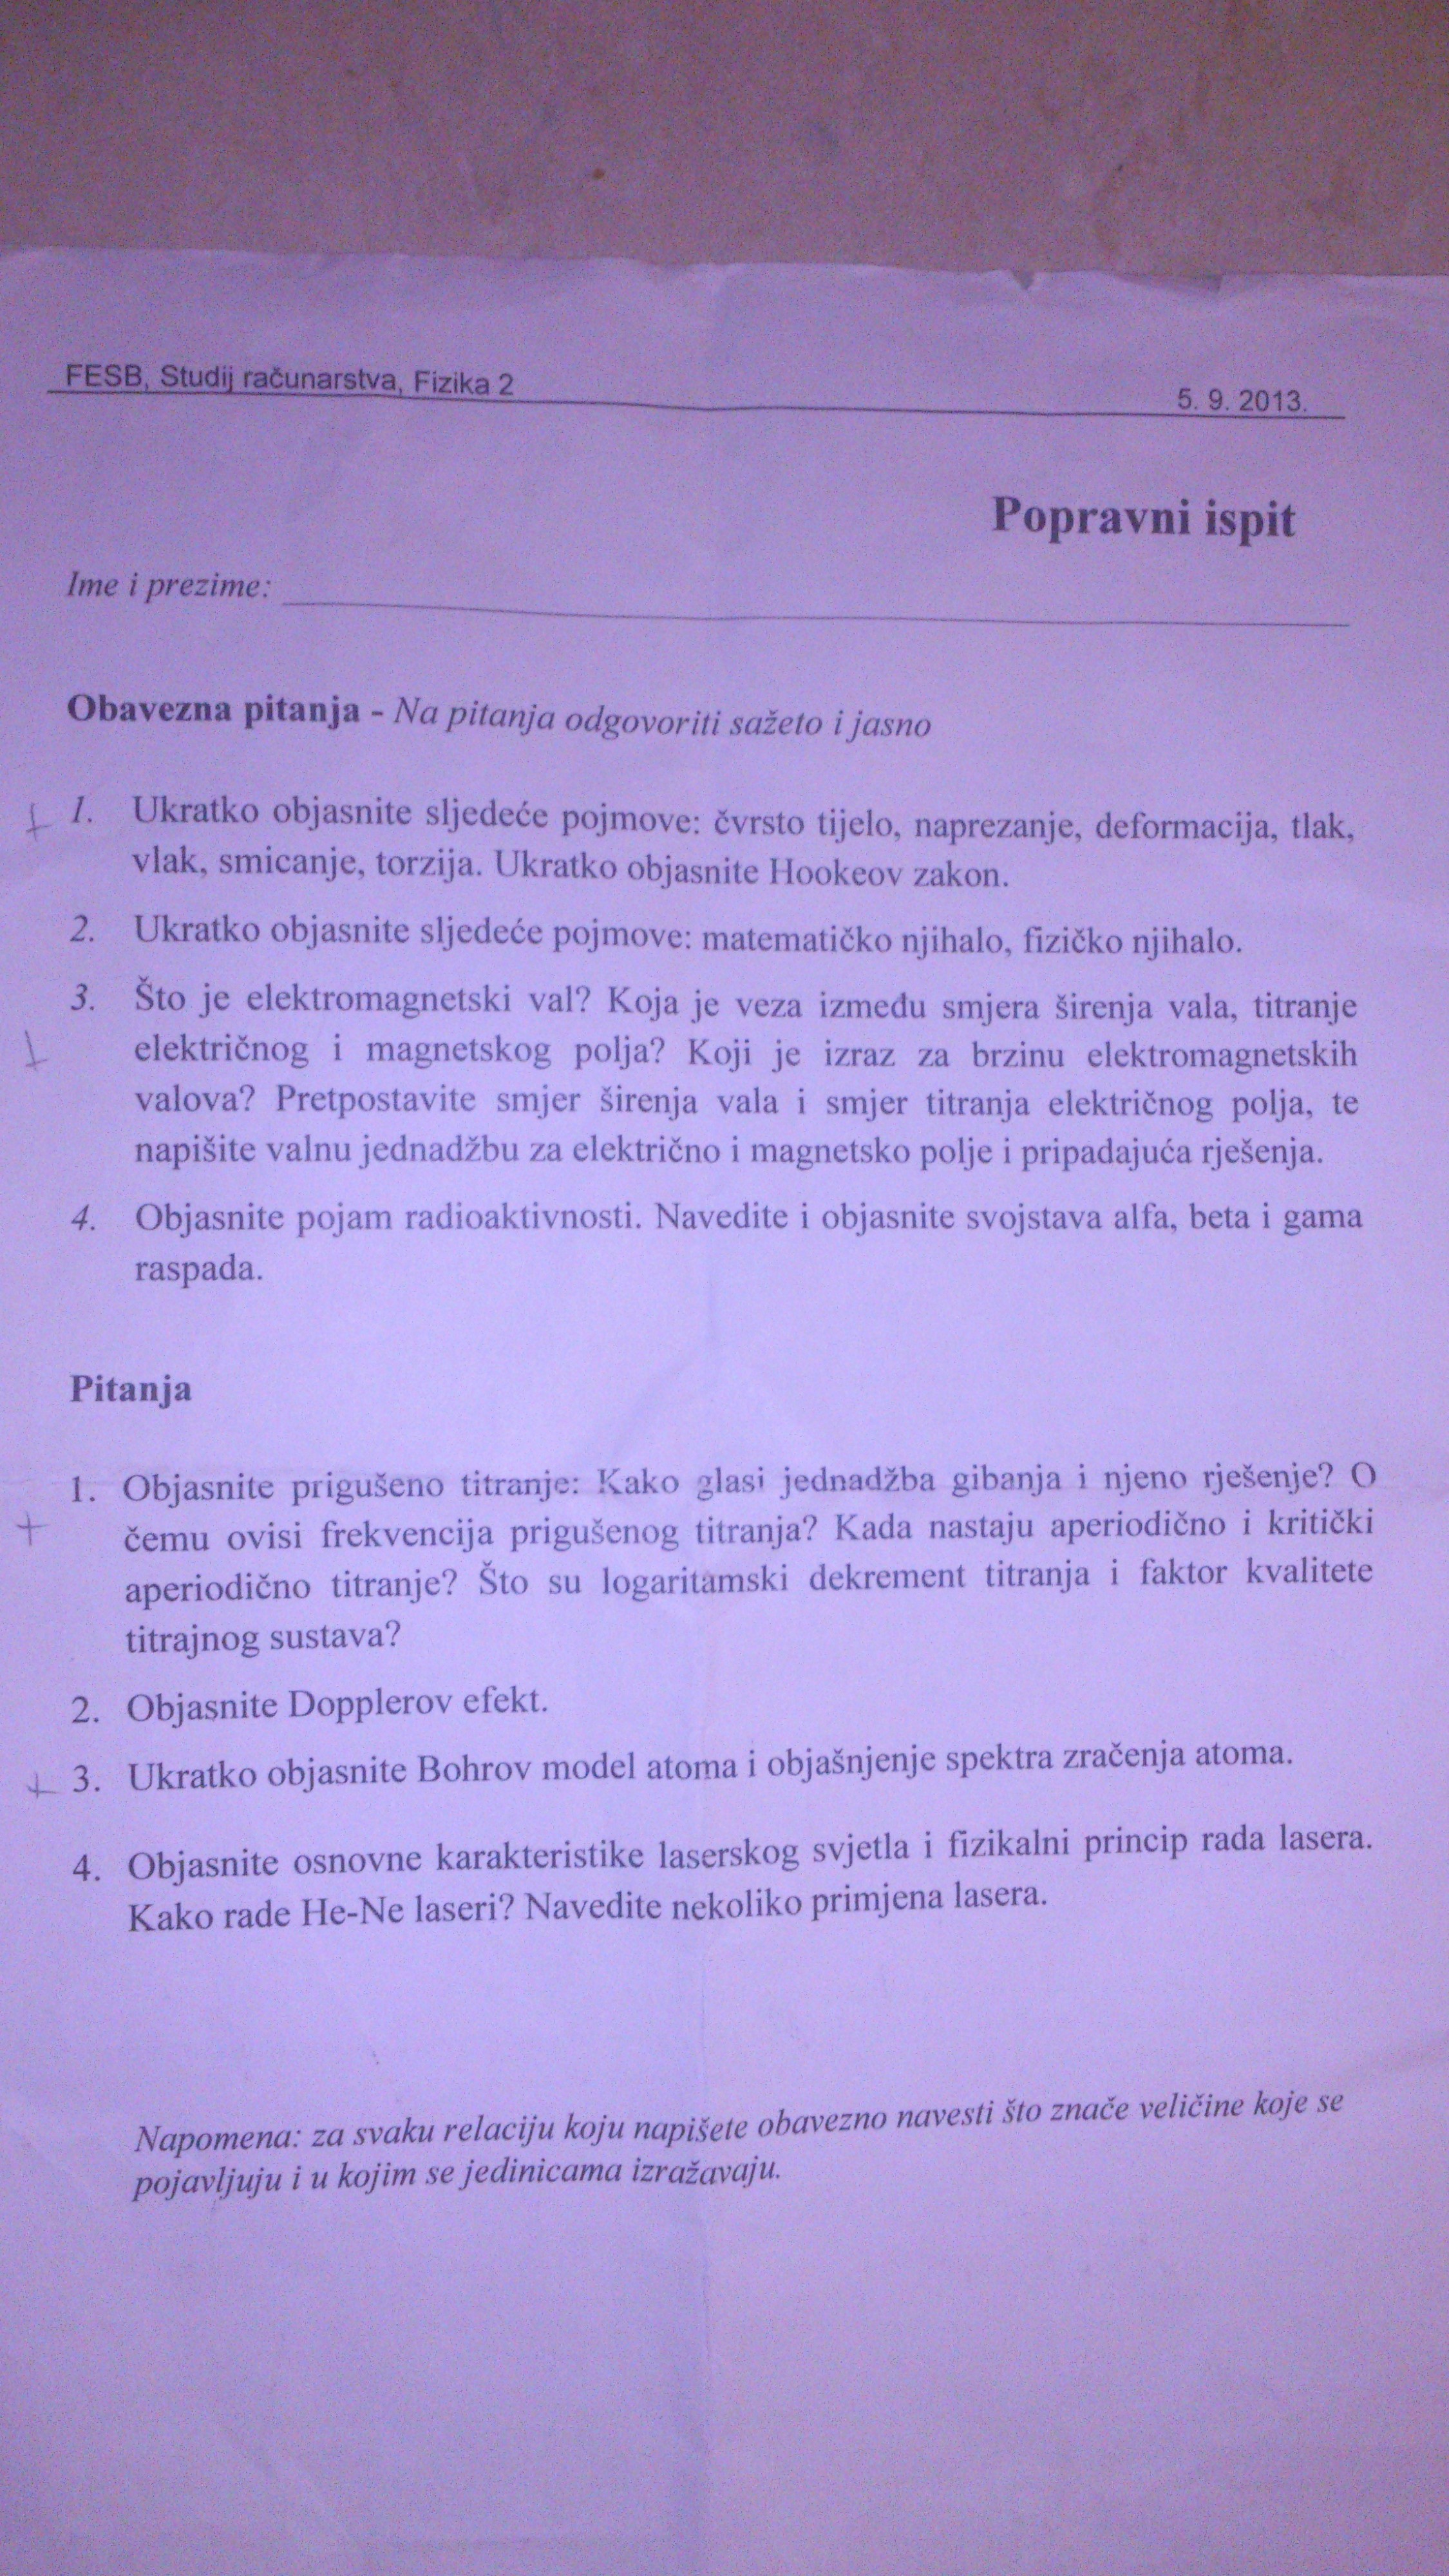 FESB, Studij računarstva, Fizika 2
5. 9. 2013.
Popravni ispit
Ime i prezime:
Obavezna pitanja - Na pitanja odgovoriti sažeto i jasno
+ 1. Ukratko objasnite sljedeće pojmove: čvrsto tijelo, naprezanje, deformacija, tlak,
vlak, smicanje, torzija. Ukratko objasnite Hookeov zakon.
2. Ukratko objasnite sljedeće pojmove: matematičko njihalo, fizičko njihalo.
3. Što je elektromagnetski val? Koja je veza između smjera širenja vala, titranje
+ električnog i magnetskog polja? Koji je izraz za brzinu elektromagnetskih
valova? Pretpostavite smjer širenja vala i smjer titranja električnog polja, te
napišite valnu jednadžbu za električno i magnetsko polje i pripadajuća rješenja.
4. Objasnite pojam radioaktivnosti. Navedite i objasnite svojstava alfa, beta i gama
raspada.
Pitanja
1. Objasnite prigušeno titranje: Kako glasi jednadžba gibanja i njeno rješenje? O
+ čemu ovisi frekvencija prigušenog titranja? Kada nastaju aperiodično i kritički
aperiodično titranje? Što su logaritamski dekrement titranja i faktor kvalitete
titrajnog sustava?
2. Objasnite Dopplerov efekt.
+ 3. Ukratko objasnite Bohrov model atoma i objašnjenje spektra zračenja atoma.
4. Objasnite osnovne karakteristike laserskog svjetla i fizikalni princip rada lasera.
Kako rade He-Ne laseri? Navedite nekoliko primjena lasera.
Napomena: za svaku relaciju koju napišete obavezno navesti što znače veličine koje se
pojavljuju i u kojim se jedinicama izražavaju.